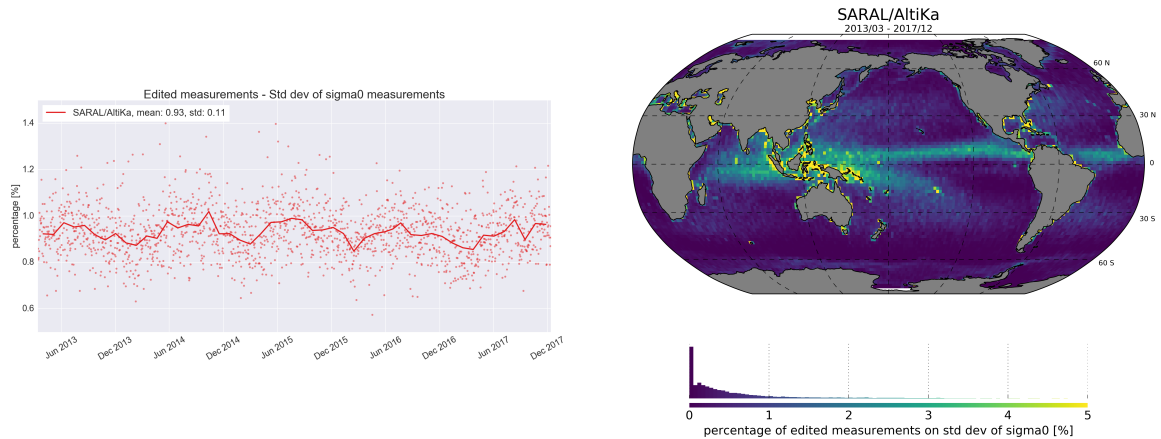 Edited measurements - Std dev of sigma0 measurements
SARAL/AltiKa, mean: 0.93, std: 0.11
percentage [%]
1.4
1.2
1.0
0.8
0.6
Jun 2013
Dec 2013
Jun 2014
Dec 2014
Jun 2015
Dec 2015
Jun 2016
Dec 2016
Jun 2017
Dec 2017
SARAL/AltiKa
2013/03 - 2017/12
60 N
30 N
0
30 S
60 S
0 1 2 3 4 5
percentage of edited measurements on std dev of sigma0 [%]